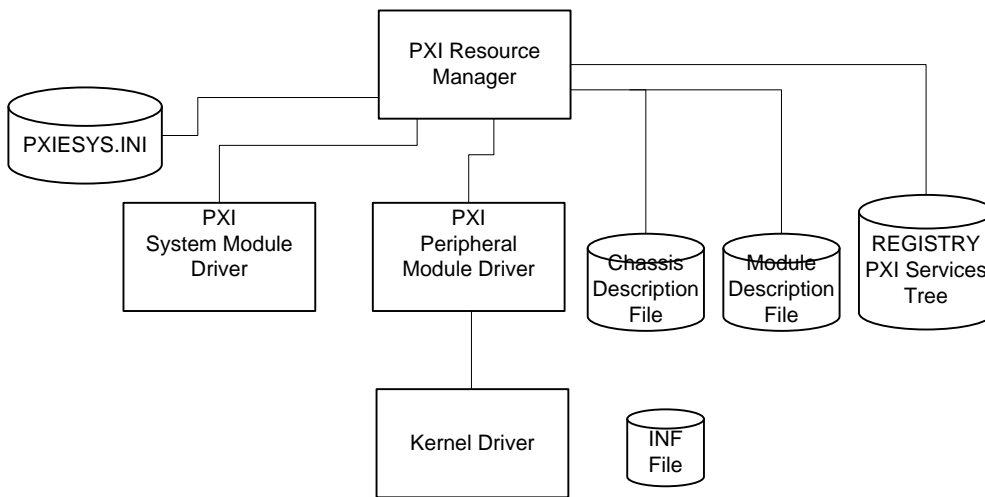 PXI Resource
Manager
PXIESYS.INI
PXI
System Module
Driver
PXI
Peripheral
Module Driver
Chassis
Description
File
Module
Description
File
REGISTRY
PXI Services
Tree
Kernel Driver
INF
File